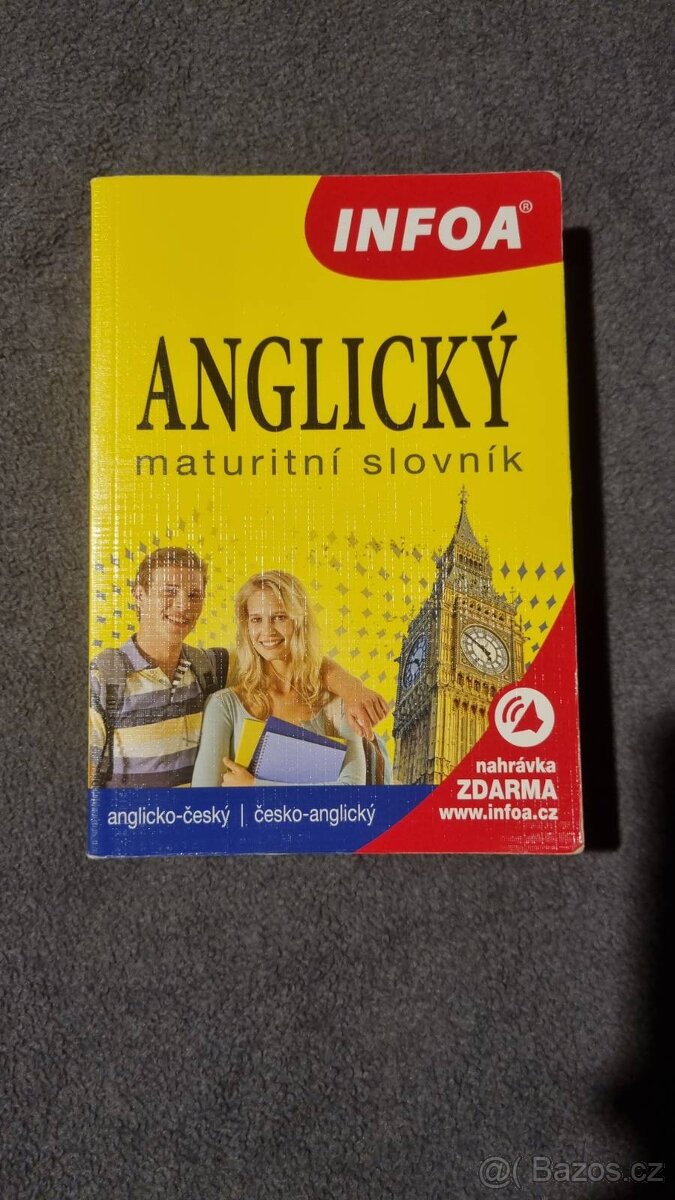 INFOA®
ANGLICKÝ
maturitní slovník
nahrávka
ZDARMA
www.infoa.cz
anglicko-český | česko-anglický
@( Bazos.cz